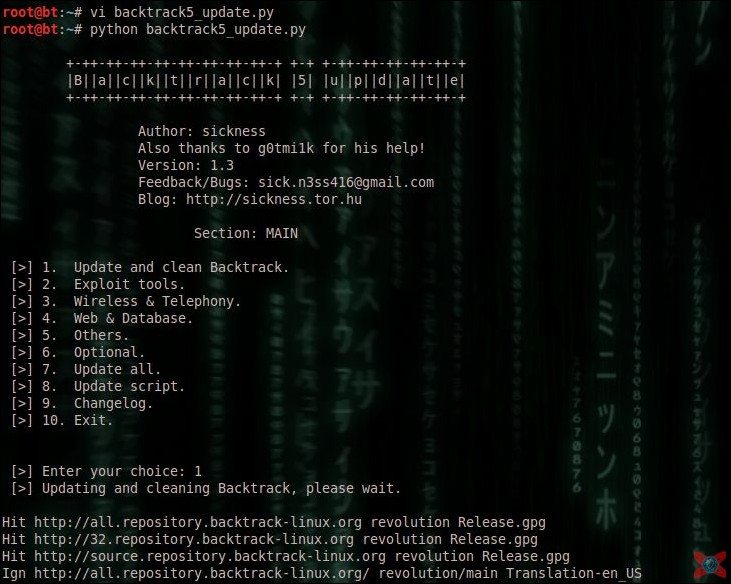 root@bt:~# vi backtrack5_update.py
root@bt:~# python backtrack5_update.py
+-++-++-++-++-++-++-++-++-+ +-+ +-++-++-++-++-++-+
|B||a||c||k||t||r||a||c||k| |5| |u||p||d||a||t||e|
+-++-++-++-++-++-++-++-++-+ +-+ +-++-++-++-++-++-+
Author: sickness
Also thanks to g0tmi1k for his help!
Version: 1.3
Feedback/Bugs: sick.n3ss416@gmail.com
Blog: http://sickness.tor.hu
Section: MAIN
[>] 1.  Update and clean Backtrack.
[>] 2.  Exploit tools.
[>] 3.  Wireless & Telephony.
[>] 4.  Web & Database.
[>] 5.  Others.
[>] 6.  Optional.
[>] 7.  Update all.
[>] 8.  Update script.
[>] 9.  Changelog.
[>] 10. Exit.
[>] Enter your choice: 1
[>] Updating and cleaning Backtrack, please wait.
Hit http://all.repository.backtrack-linux.org revolution Release.gpg
Hit http://32.repository.backtrack-linux.org revolution Release.gpg
Hit http://source.repository.backtrack-linux.org revolution Release.gpg
Ign http://all.repository.backtrack-linux.org/ revolution/main Translation-en_US